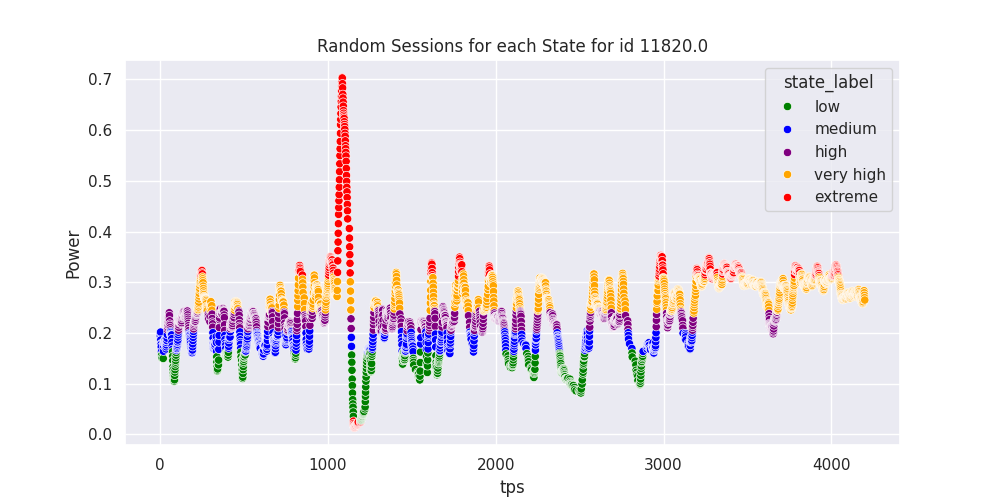 Random Sessions for each State for id 11820.0
Power
0.7
0.6
0.5
0.4
0.3
0.2
0.1
0.0
state_label
low
medium
high
very high
extreme
0 1000 2000 3000 4000
tps